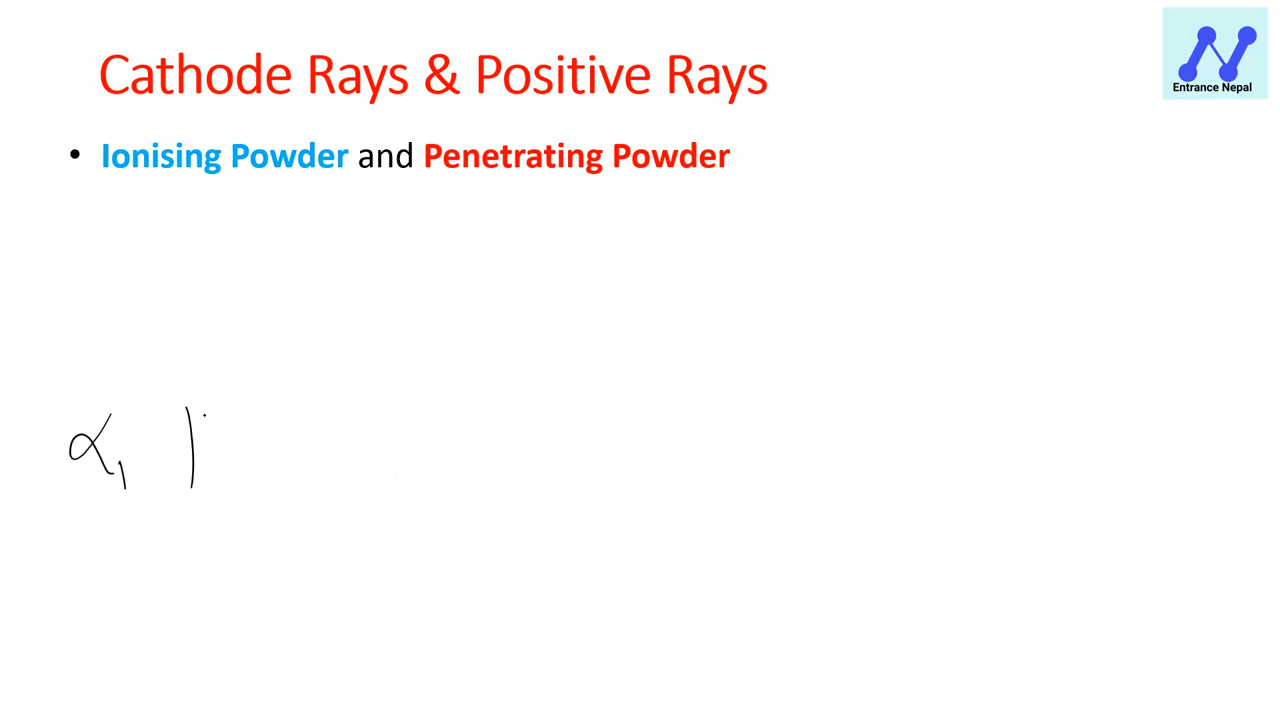 Cathode Rays & Positive Rays
Entrance Nepal
• Ionising Powder and Penetrating Powder
α,